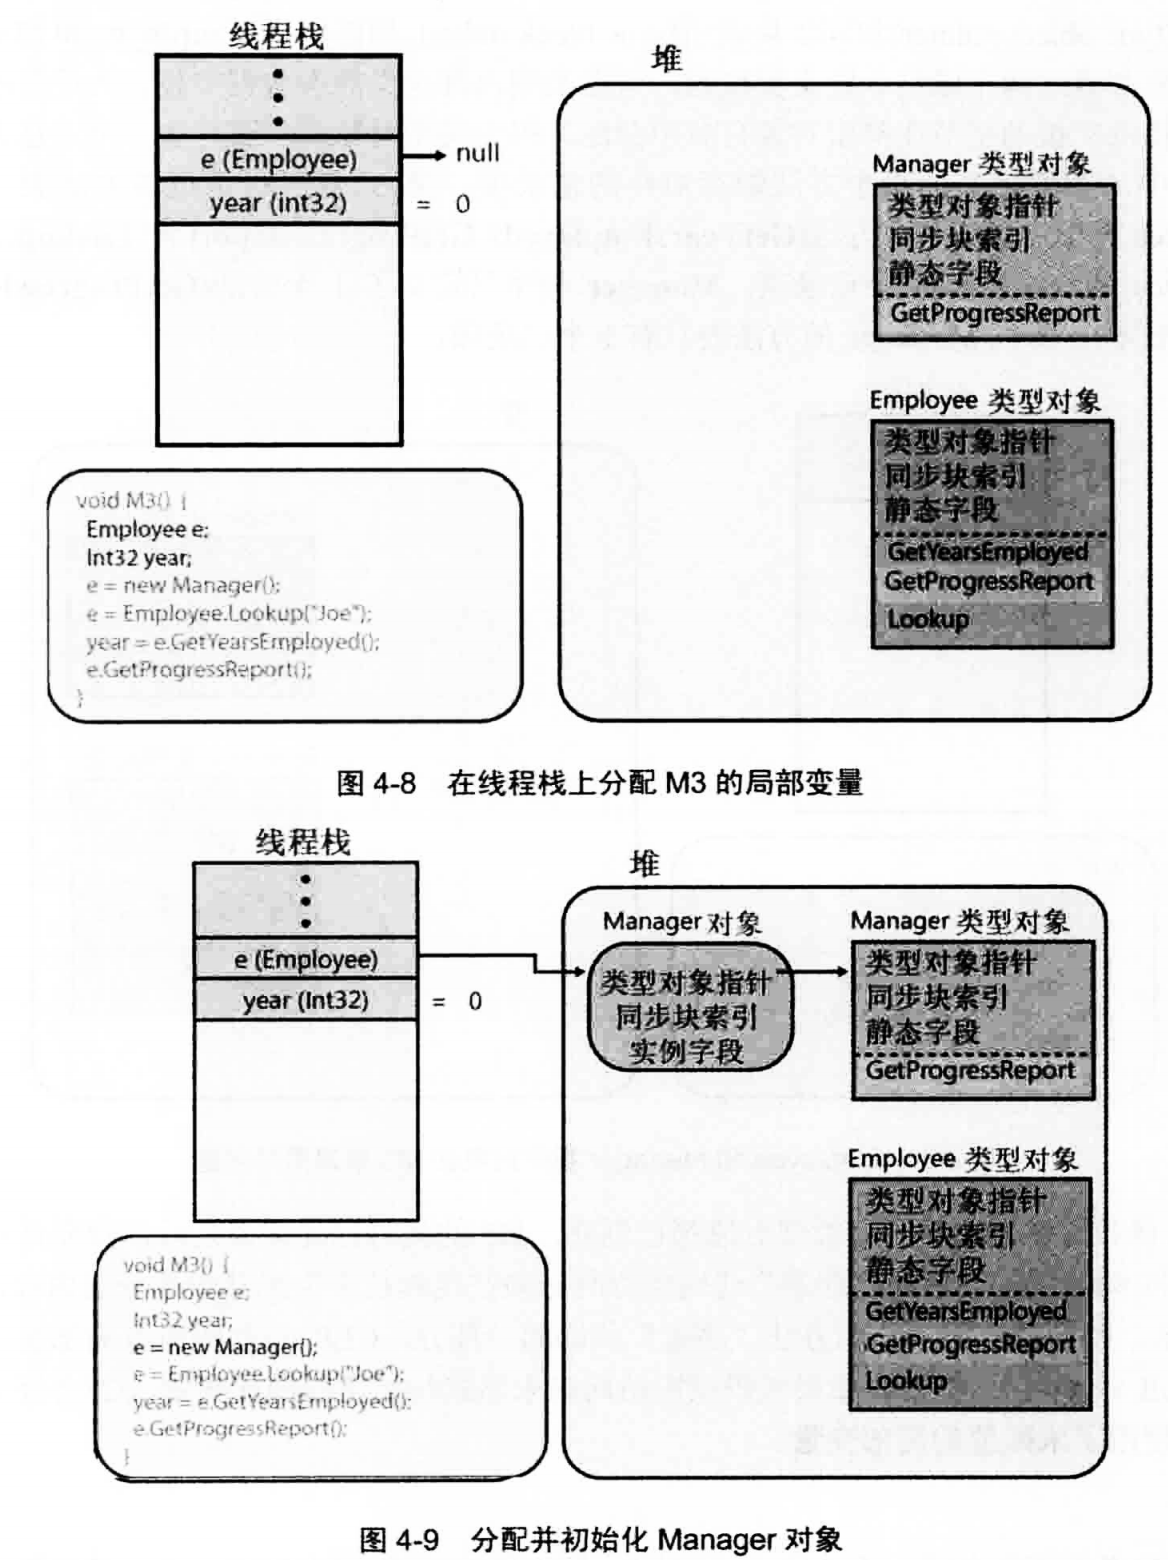 线程栈
堆
e (Employee)
null
year (int32)
= 0
Manager 类型对象
类型对象指针
同步块索引
静态字段
GetProgressReport
Employee 类型对象
类型对象指针
同步块索引
静态字段
GetYearsEmployed
GetProgressReport
Lookup
void M3() {
Employee e;
Int32 year;
e = new Manager();
e = Employee.Lookup("Joe");
year = e.GetYearsEmployed();
e.GetProgressReport();
}
图 4-8 在线程栈上分配 M3 的局部变量
线程栈
堆
e (Employee)
year (Int32)
= 0
Manager 对象
类型对象指针
同步块索引
实例字段
Manager 类型对象
类型对象指针
同步块索引
静态字段
GetProgressReport
Employee 类型对象
类型对象指针
同步块索引
静态字段
GetYearsEmployed
GetProgressReport
Lookup
void M3() {
Employee e;
Int32 year;
e = new Manager();
e = Employee.Lookup("Joe");
year = e.GetYearsEmployed();
e.GetProgressReport();
}
图 4-9 分配并初始化 Manager 对象